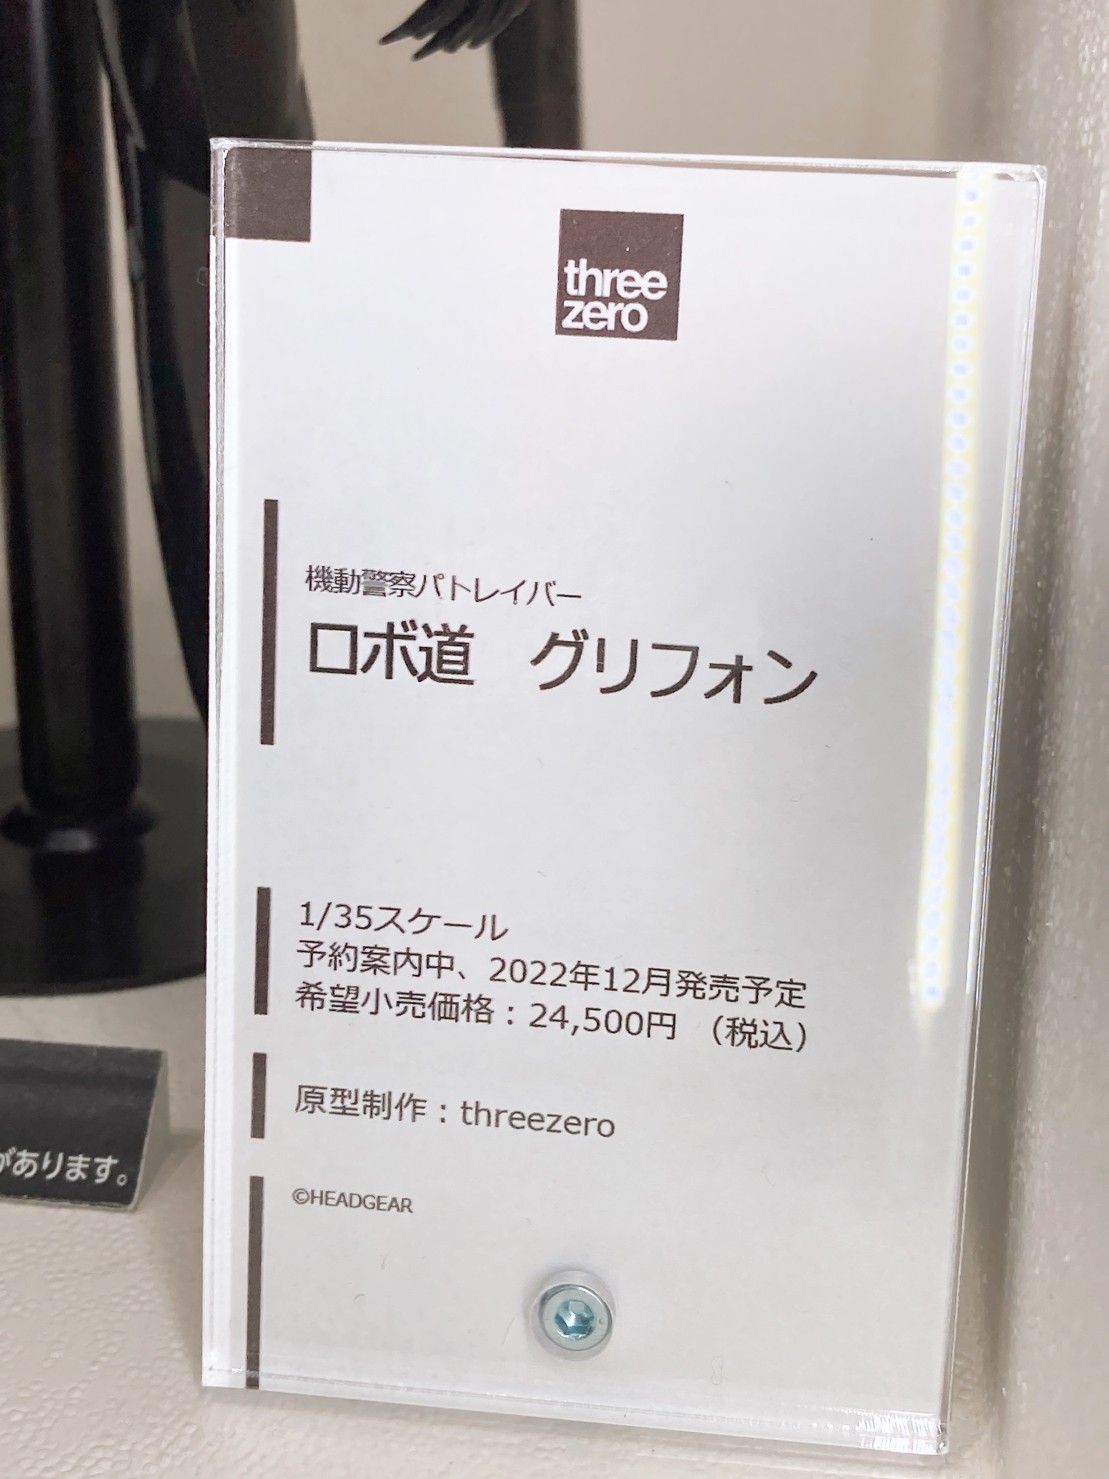 three
zero
機動警察パトレイバー
ロボ道　グリフォン
1/35スケール
予約案内中、2022年12月発売予定
希望小売価格：24,500円　（税込）
原型制作：threezero
©HEADGEAR
があります。